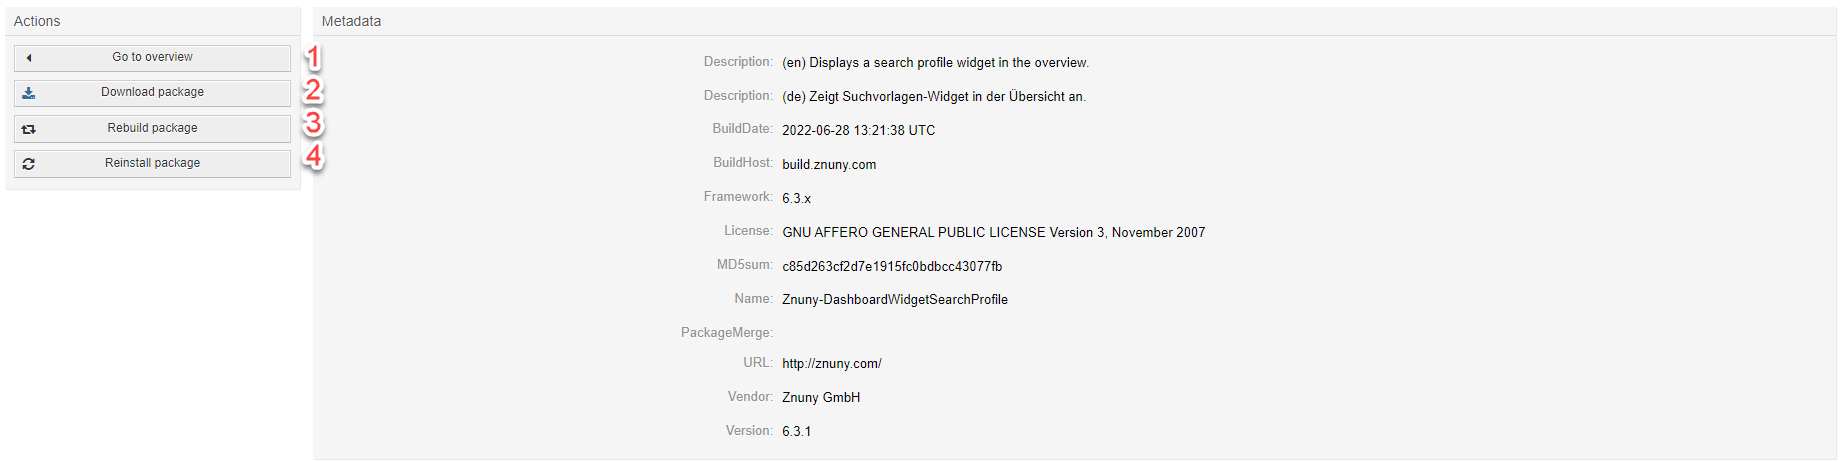 Actions
Go to overview 1
Download package 2
Rebuild package 3
Reinstall package 4
Metadata
Description: (en) Displays a search profile widget in the overview.
Description: (de) Zeigt Suchvorlagen-Widget in der Übersicht an.
BuildDate: 2022-06-28 13:21:38 UTC
BuildHost: build.znuny.com
Framework: 6.3.x
License: GNU AFFERO GENERAL PUBLIC LICENSE Version 3, November 2007
MD5sum: c85d263cf2d7e1915fc0bdbcc43077fb
Name: Znuny-DashboardWidgetSearchProfile
PackageMerge:
URL: http://znuny.com/
Vendor: Znuny GmbH
Version: 6.3.1